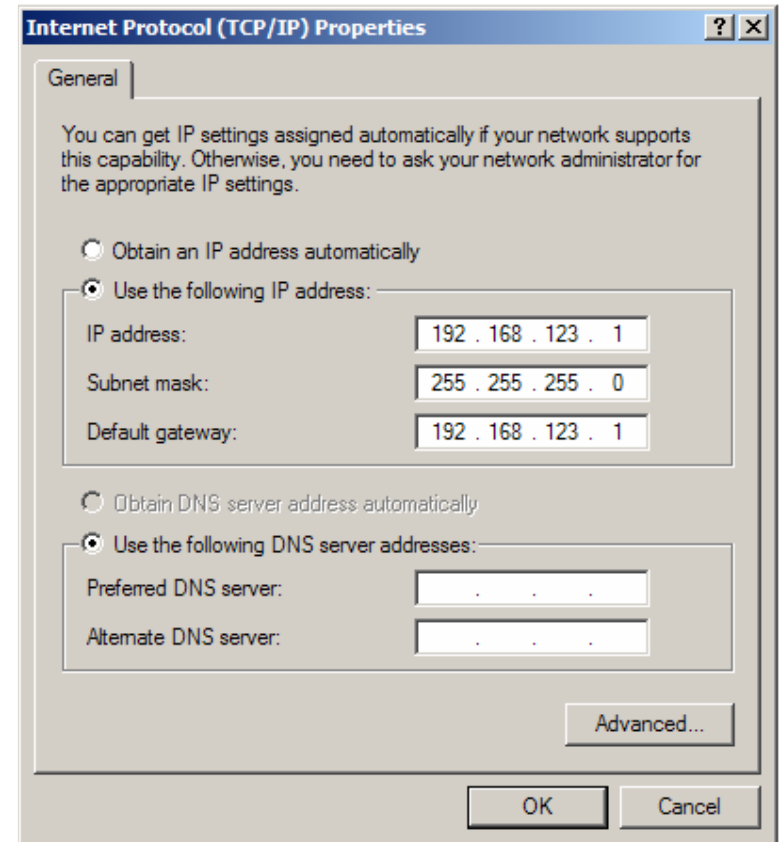 Internet Protocol (TCP/IP) Properties
General
You can get IP settings assigned automatically if your network supports
this capability. Otherwise, you need to ask your network administrator for
the appropriate IP settings.
Obtain an IP address automatically
Use the following IP address:
IP address: 192 . 168 . 123 . 1
Subnet mask: 255 . 255 . 255 . 0
Default gateway: 192 . 168 . 123 . 1
Obtain DNS server address automatically
Use the following DNS server addresses:
Preferred DNS server: . . .
Alternate DNS server: . . .
Advanced...
OK Cancel